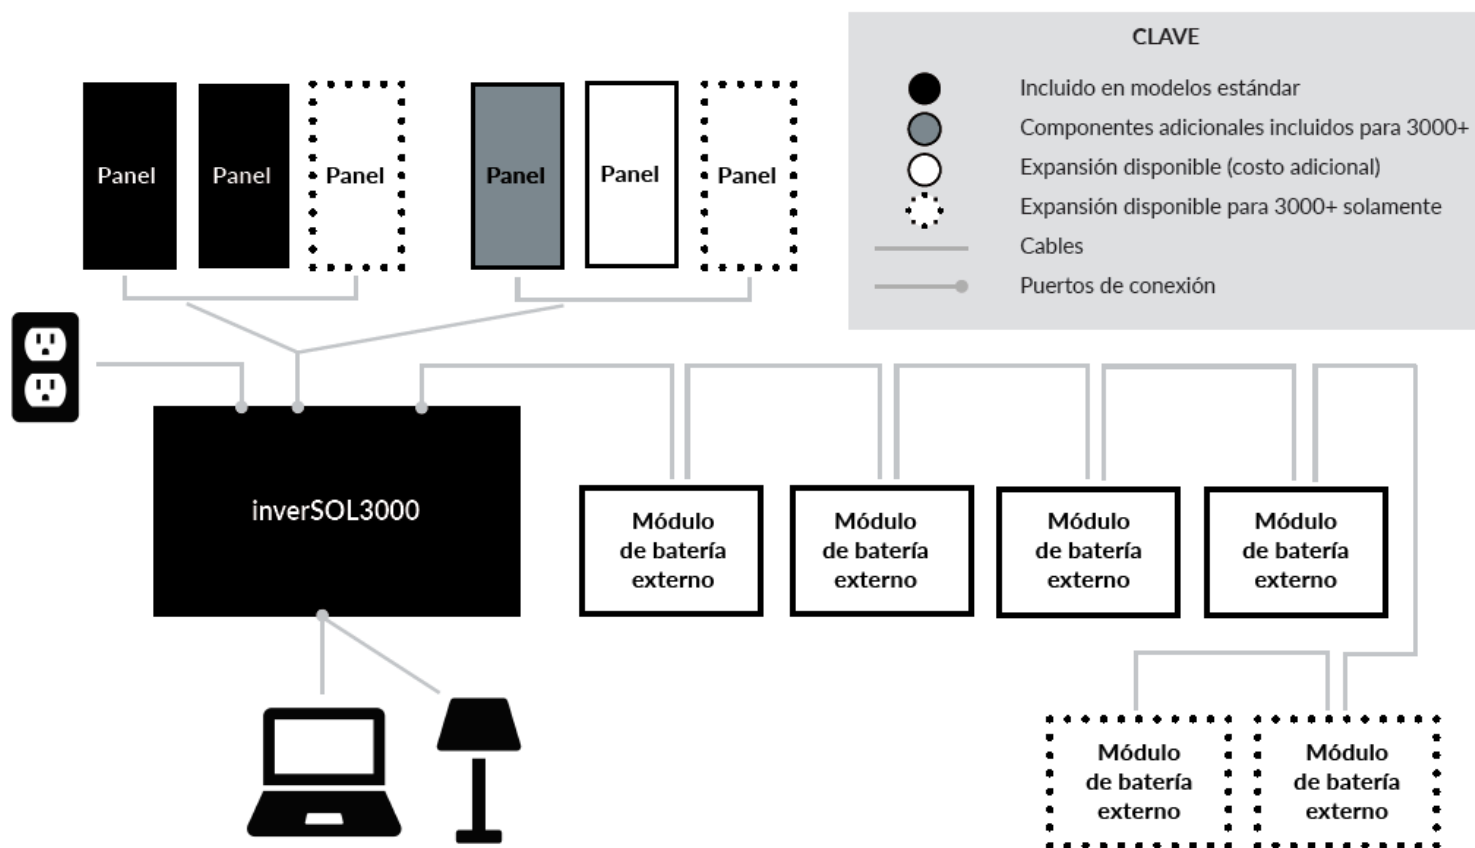 CLAVE
Incluido en modelos estándar
Componentes adicionales incluidos para 3000+
Expansión disponible (costo adicional)
Expansión disponible para 3000+ solamente
Cables
Puertos de conexión
Panel
Panel
Panel
Panel
Panel
Panel
inverSOL3000
Módulo
de batería
externo
Módulo
de batería
externo
Módulo
de batería
externo
Módulo
de batería
externo
Módulo
de batería
externo
Módulo
de batería
externo